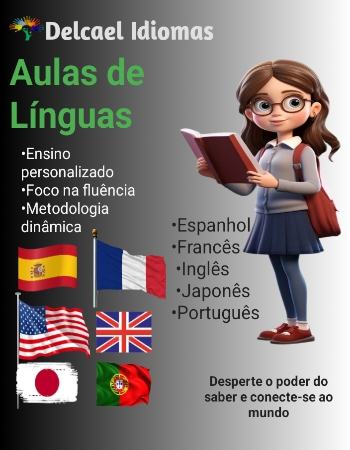 Delcael Idiomas
Aulas de
Línguas
•Ensino
personalizado
•Foco na fluência
•Metodologia
dinâmica
•Espanhol
•Francês
•Inglês
•Japonês
•Português
Desperte o poder do
saber e conecte-se ao
mundo